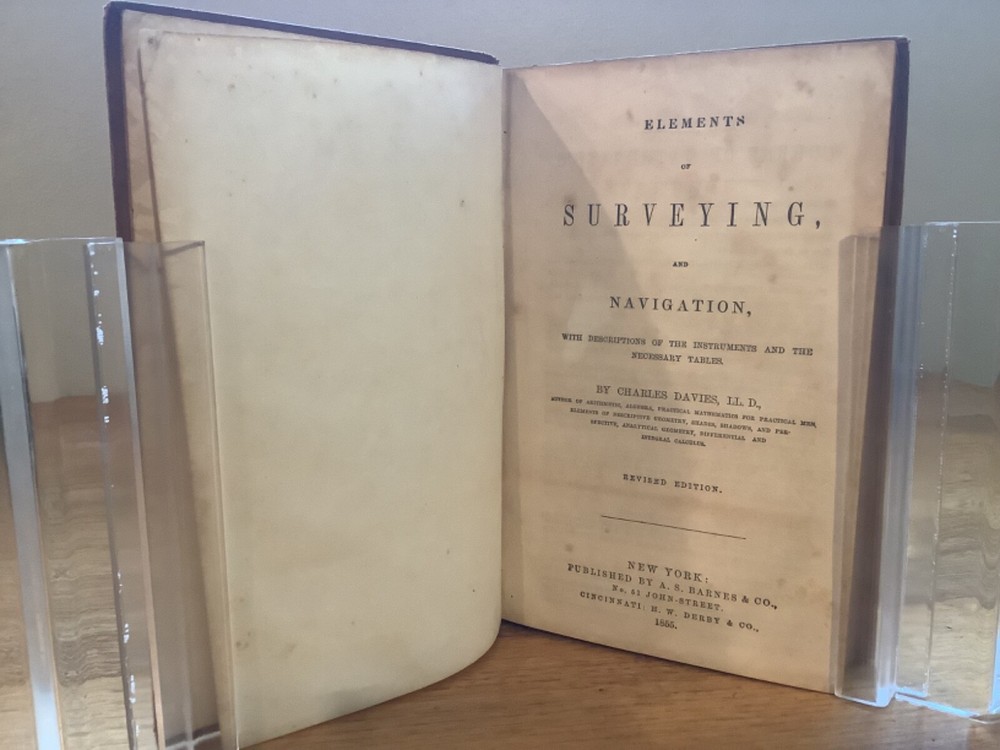 ELEMENTS
OF
SURVEYING,
AND
NAVIGATION,
WITH DESCRIPTIONS OF THE INSTRUMENTS AND THE
NECESSARY TABLES.
BY CHARLES DAVIES, LL. D.,
AUTHOR OF ARITHMETIC, ALGEBRA, PRACTICAL MATHEMATICS FOR PRACTICAL MEN,
ELEMENTS OF DESCRIPTIVE GEOMETRY, SHADES, SHADOWS, AND PER-
SPECTIVE, ANALYTICAL GEOMETRY, DIFFERENTIAL AND
INTEGRAL CALCULUS.
REVISED EDITION.
NEW YORK:
PUBLISHED BY A. S. BARNES & CO.,
No. 51 JOHN-STREET.
CINCINNATI: H. W. DERBY & CO.,
1855.